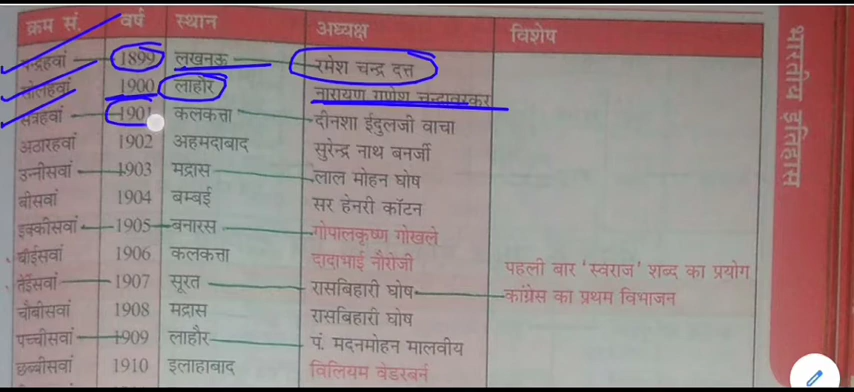 क्रम सं. वर्ष स्थान अध्यक्ष विशेष
पन्द्रहवां 1899 लखनऊ रमेश चन्द्र दत्त
सोलहवां 1900 लाहौर नारायण गणेश चन्दावरकर
सत्रहवां 1901 कलकत्ता दीनशा ईदुलजी वाचा
अठारहवां 1902 अहमदाबाद सुरेन्द्र नाथ बनर्जी
उन्नीसवां 1903 मद्रास लाल मोहन घोष
बीसवां 1904 बम्बई सर हेनरी कॉटन
इक्कीसवां 1905 बनारस गोपालकृष्ण गोखले
बाईसवां 1906 कलकत्ता दादाभाई नौरोजी पहली बार 'स्वराज' शब्द का प्रयोग
तेईसवां 1907 सूरत रासबिहारी घोष कांग्रेस का प्रथम विभाजन
चौबीसवां 1908 मद्रास रासबिहारी घोष
पच्चीसवां 1909 लाहौर पं. मदनमोहन मालवीय
छब्बीसवां 1910 इलाहाबाद विलियम वेडरबर्न
भारतीय इतिहास